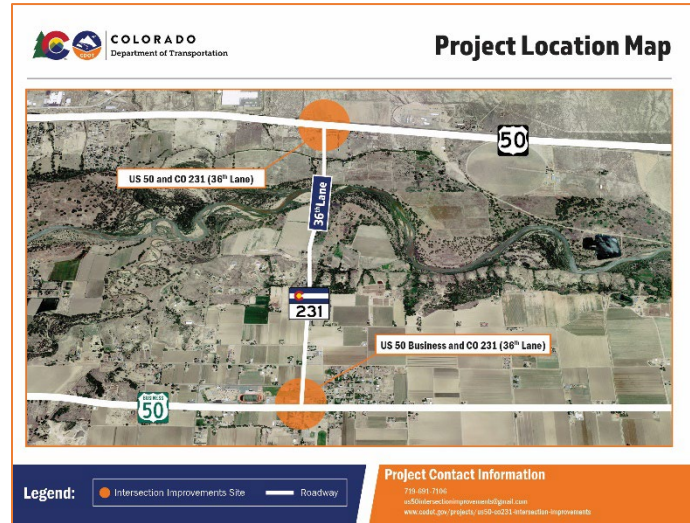 COLORADO
Department of Transportation
CDOT
Project Location Map
50
US 50 and CO 231 (36th Lane)
36th Lane
231
US 50 Business and CO 231 (36th Lane)
BUSINESS
50
Legend:
Intersection Improvements Site
Roadway
Project Contact Information
719-691-7196
us50intersectionimprovements@gmail.com
www.codot.gov/projects/us50-co231-intersection-improvements